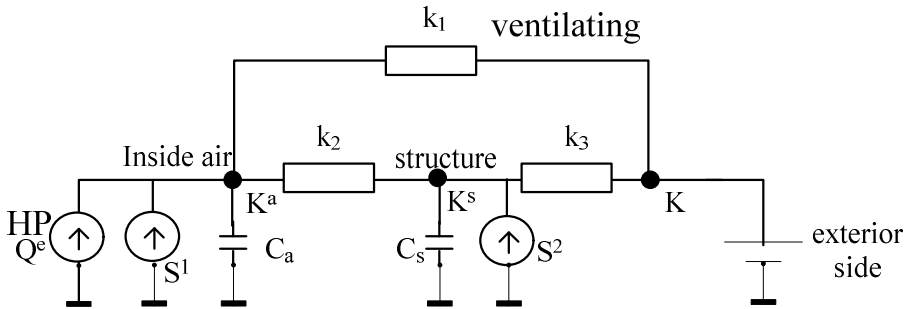 k₁
ventilating
k₂
k₃
Inside air
structure
Kᵃ
Kˢ
K
HP
Qᵉ
S¹
Cₐ
Cₛ
S²
exterior
side